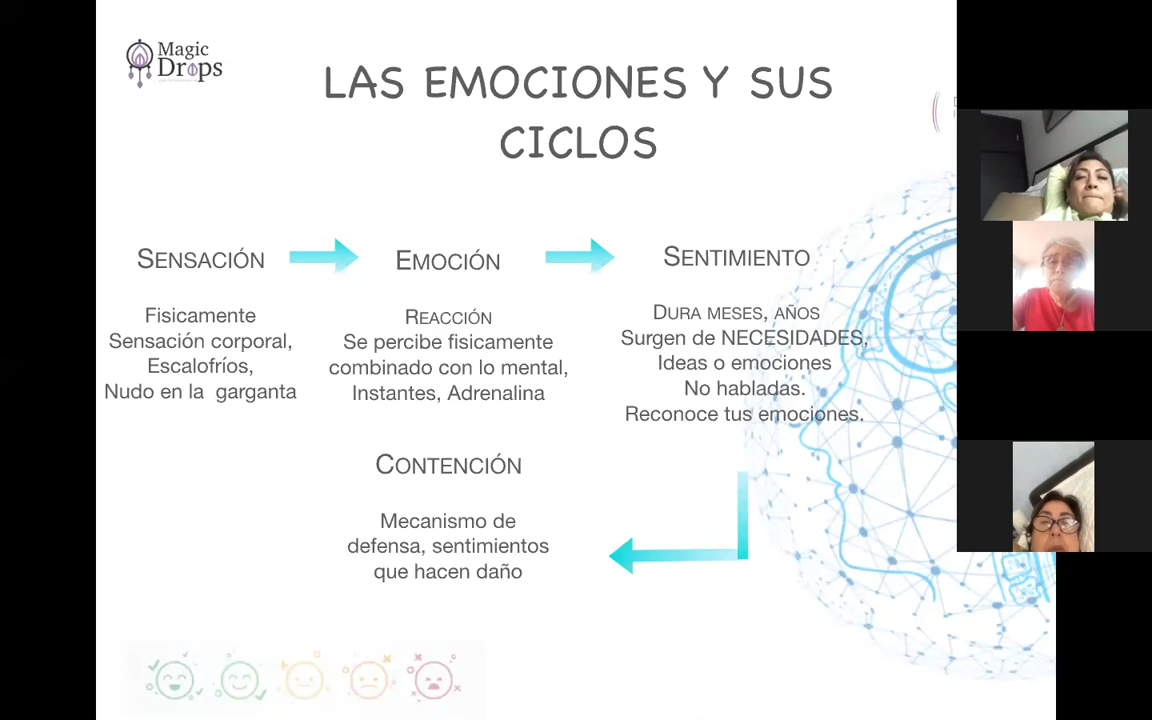 Magic
Drops
LAS EMOCIONES Y SUS
CICLOS
SENSACIÓN
Fisicamente
Sensación corporal,
Escalofríos,
Nudo en la garganta
EMOCIÓN
REACCIÓN
Se percibe fisicamente
combinado con lo mental,
Instantes, Adrenalina
SENTIMIENTO
DURA MESES, AÑOS
Surgen de NECESIDADES,
Ideas o emociones
No habladas.
Reconoce tus emociones.
CONTENCIÓN
Mecanismo de
defensa, sentimientos
que hacen daño